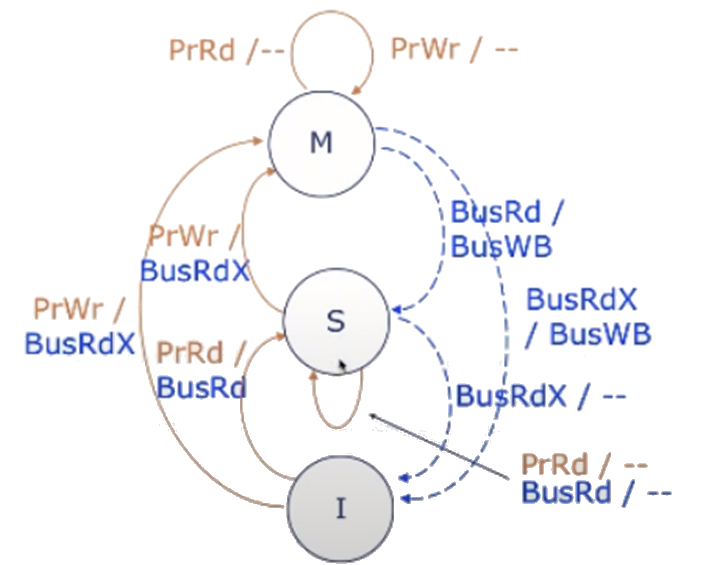 PrRd /--
PrWr / --
M
BusRd /
BusWB
PrWr /
BusRdX
BusRdX
/ BusWB
PrWr /
BusRdX
S
PrRd /
BusRd
BusRdX / --
PrRd / --
BusRd / --
I